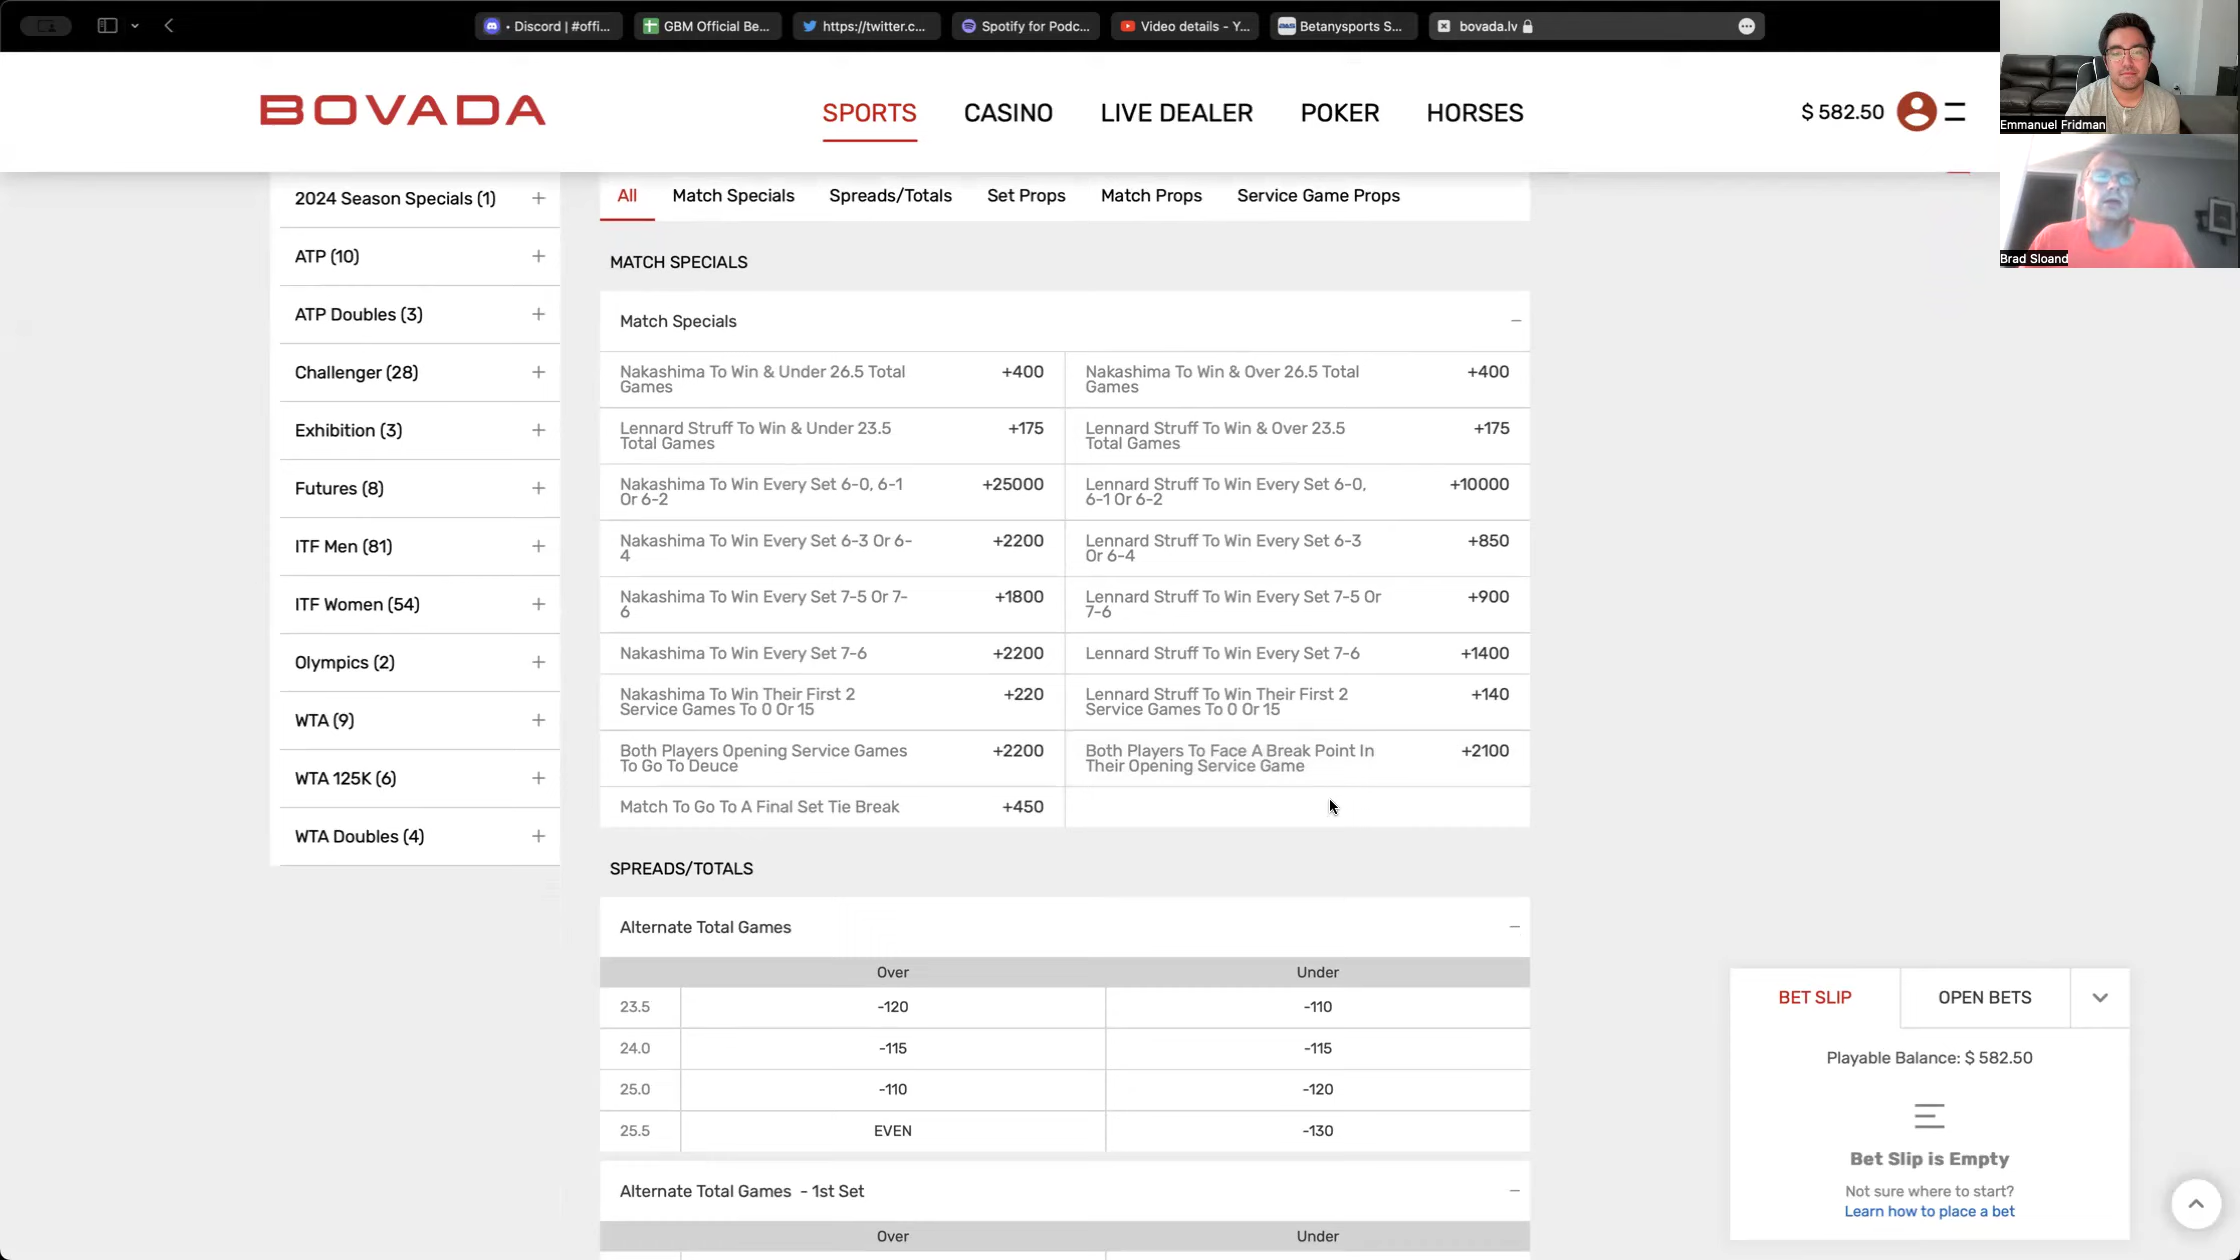 • Discord | #offi...
GBM Official Be...
https://twitter.c...
Spotify for Podc...
Video details - Y...
Betanysports S...
bovada.lv
BOVADA
SPORTS
CASINO
LIVE DEALER
POKER
HORSES
$ 582.50
Emmanuel Fridman
Brad Sloand
2024 Season Specials (1)
ATP (10)
ATP Doubles (3)
Challenger (28)
Exhibition (3)
Futures (8)
ITF Men (81)
ITF Women (54)
Olympics (2)
WTA (9)
WTA 125K (6)
WTA Doubles (4)
All
Match Specials
Spreads/Totals
Set Props
Match Props
Service Game Props
MATCH SPECIALS
Match Specials
Nakashima To Win & Under 26.5 Total
Games
+400
Nakashima To Win & Over 26.5 Total
Games
+400
Lennard Struff To Win & Under 23.5
Total Games
+175
Lennard Struff To Win & Over 23.5
Total Games
+175
Nakashima To Win Every Set 6-0, 6-1
Or 6-2
+25000
Lennard Struff To Win Every Set 6-0,
6-1 Or 6-2
+10000
Nakashima To Win Every Set 6-3 Or 6-
4
+2200
Lennard Struff To Win Every Set 6-3
Or 6-4
+850
Nakashima To Win Every Set 7-5 Or 7-
6
+1800
Lennard Struff To Win Every Set 7-5 Or
7-6
+900
Nakashima To Win Every Set 7-6
+2200
Lennard Struff To Win Every Set 7-6
+1400
Nakashima To Win Their First 2
Service Games To 0 Or 15
+220
Lennard Struff To Win Their First 2
Service Games To 0 Or 15
+140
Both Players Opening Service Games
To Go To Deuce
+2200
Both Players To Face A Break Point In
Their Opening Service Game
+2100
Match To Go To A Final Set Tie Break
+450
SPREADS/TOTALS
Alternate Total Games
Over
Under
23.5
-120
-110
24.0
-115
-115
25.0
-110
-120
25.5
EVEN
-130
Alternate Total Games - 1st Set
Over
Under
BET SLIP
OPEN BETS
Playable Balance: $ 582.50
Bet Slip is Empty
Not sure where to start?
Learn how to place a bet